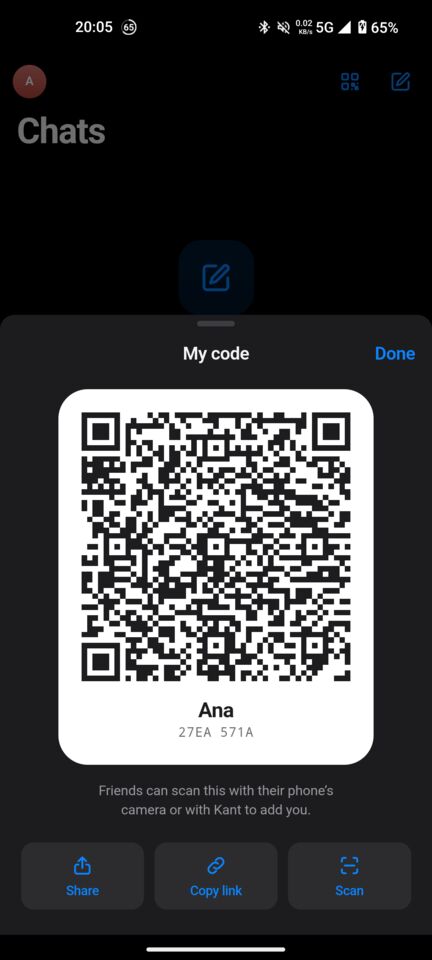 20:05
65
0.02
KB/s
5G
65%
A
Chats
My code
Done
Ana
27EA 571A
Friends can scan this with their phone's
camera or with Kant to add you.
Share
Copy link
Scan